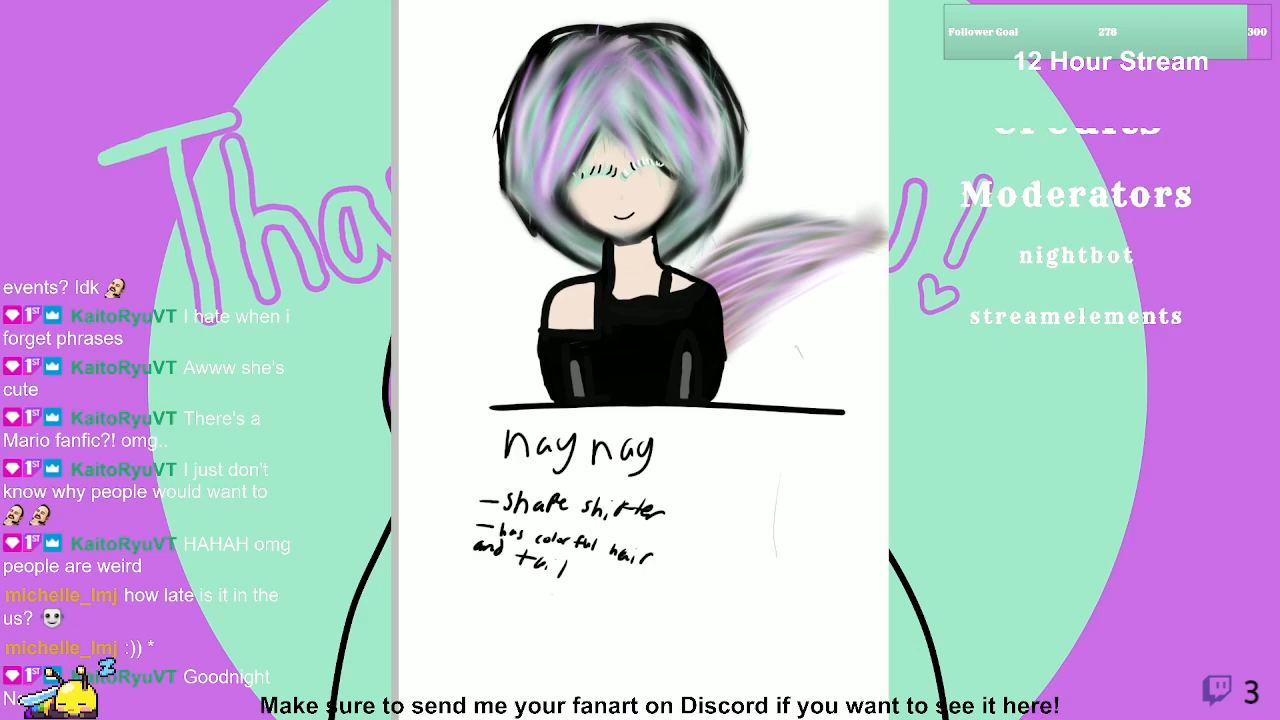 Follower Goal 278 300
12 Hour Stream
Credits
Moderators
nightbot
streamelements
events? Idk
KaitoRyuVT I hate when i
forget phrases
KaitoRyuVT Awww she's
cute
KaitoRyuVT There's a
Mario fanfic?! omg..
KaitoRyuVT I just don't
know why people would want to
KaitoRyuVT HAHAH omg
people are weird
michelle_lmj how late is it in the
us?
michelle_lmj :)) *
KaitoRyuVT Goodnight
nay nay
- shape shifter
- has colorful hair
and tail
Make sure to send me your fanart on Discord if you want to see it here!
3